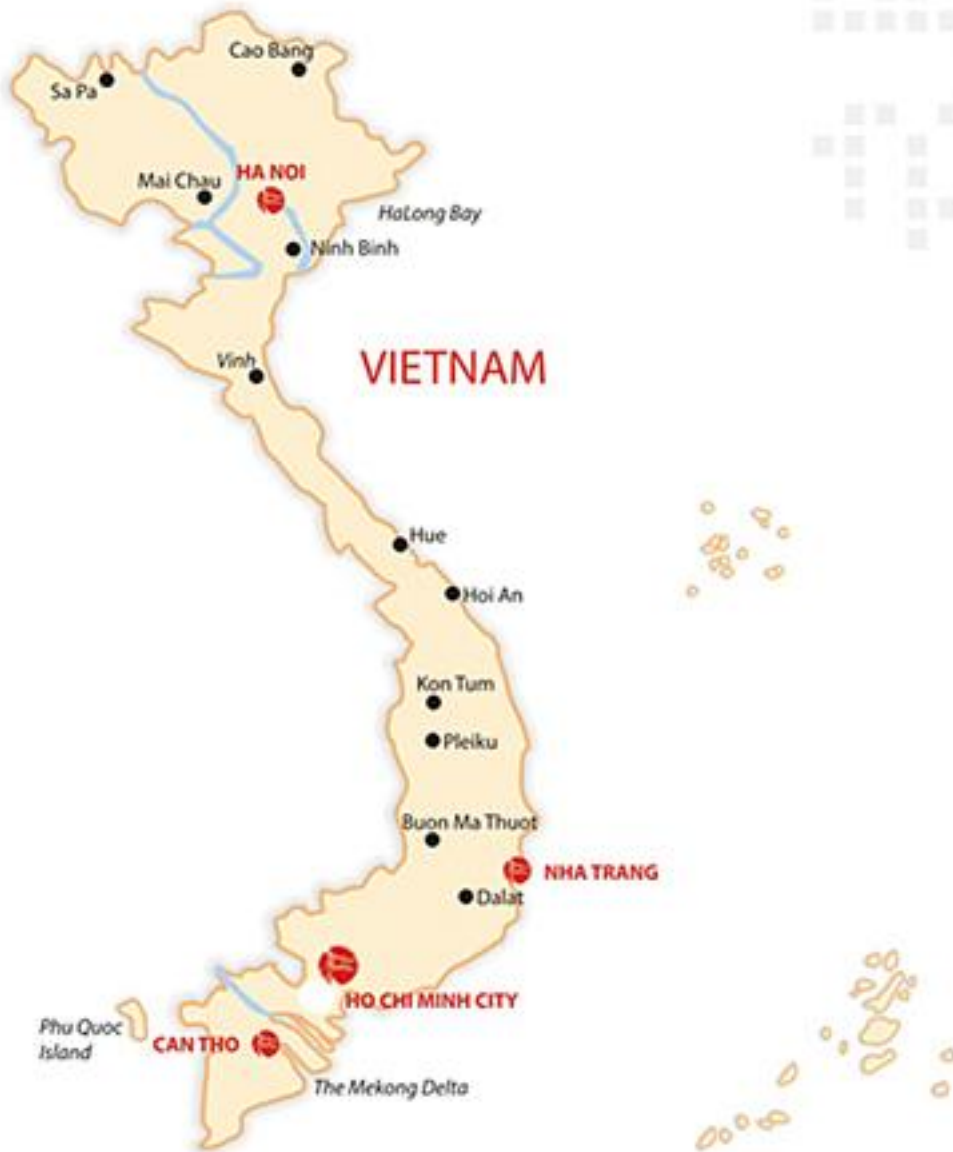 Cao Bang
Sa Pa
HA NOI
Mai Chau
HaLong Bay
Ninh Binh
Vinh
VIETNAM
Hue
Hoi An
Kon Tum
Pleiku
Buon Ma Thuot
NHA TRANG
Dalat
HO CHI MINH CITY
Phu Quoc
Island
CAN THO
The Mekong Delta